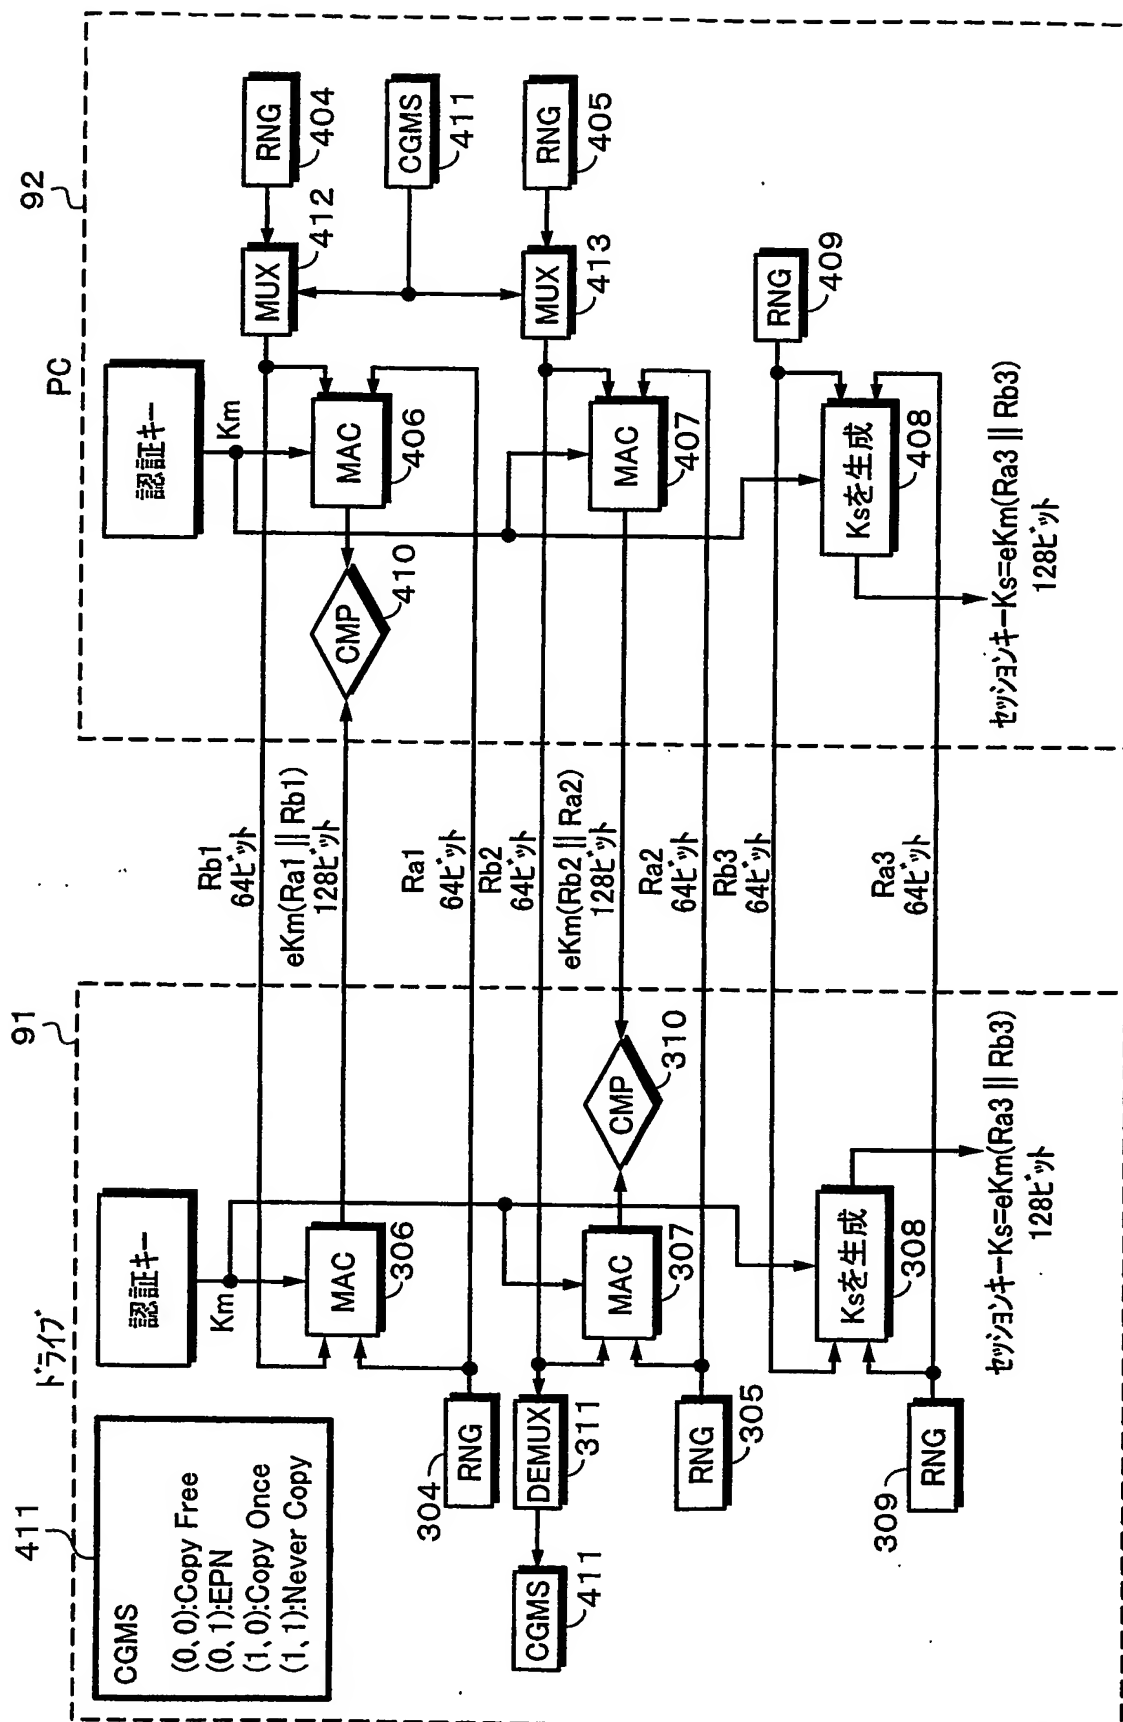 411
CGMS
(0, 0):Copy Free
(0, 1):EPN
(1, 0):Copy Once
(1, 1):Never Copy
ドライブ
91
認証キー
Km
MAC
306
304
RNG
CGMS
411
DEMUX
311
MAC
307
CMP
310
RNG
305
Ksを生成
308
309
RNG
セッションキーKs=eKm(Ra3 || Rb3)
128ビット
Rb1
64ビット
eKm(Ra1 || Rb1)
128ビット
Ra1
64ビット
Rb2
64ビット
eKm(Rb2 || Ra2)
128ビット
Ra2
64ビット
Rb3
64ビット
Ra3
64ビット
PC
92
認証キー
Km
MUX
412
RNG
404
CGMS
411
MAC
406
CMP
410
MUX
413
RNG
405
MAC
407
RNG
409
Ksを生成
408
セッションキーKs=eKm(Ra3 || Rb3)
128ビット